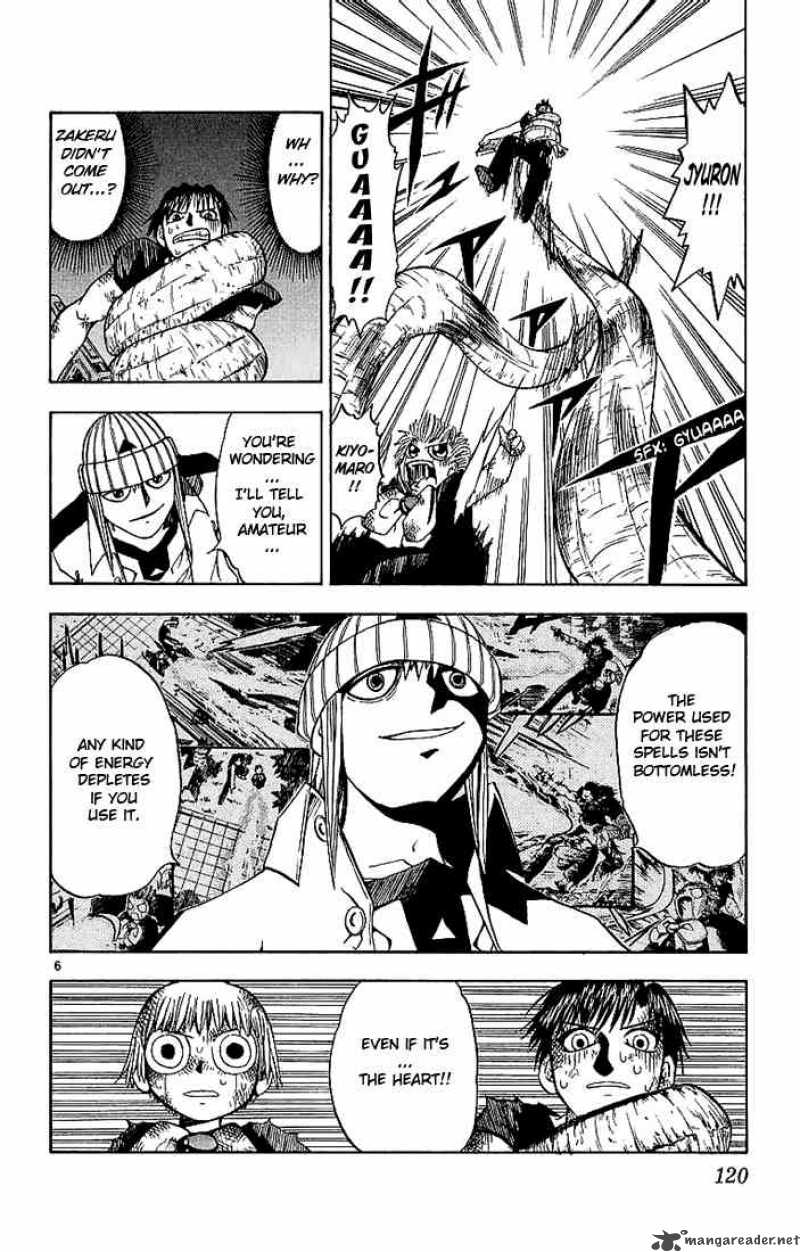 JYURON
!!!
GUAAAA!!
SFX: GYUAAAA
KIYO-
MARO
!!
WH
...
WHY?
ZAKERU
DIDN'T
COME
OUT...?
YOU'RE
WONDERING
...
I'LL TELL
YOU,
AMATEUR
...
THE
POWER USED
FOR THESE
SPELLS ISN'T
BOTTOMLESS!
ANY KIND
OF ENERGY
DEPLETES
IF YOU
USE IT.
6
EVEN IF IT'S
...
THE HEART!!
120
mangareader.net